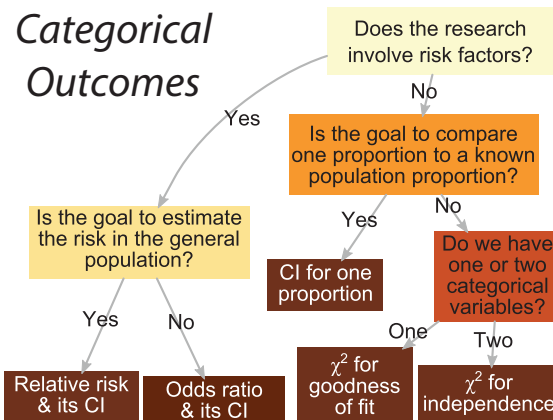 Categorical
Outcomes
Does the research
involve risk factors?
Yes
No
Is the goal to compare
one proportion to a known
population proportion?
Is the goal to estimate
the risk in the general
population?
Yes
No
CI for one
proportion
Do we have
one or two
categorical
variables?
Yes
No
One
Two
Relative risk
& its CI
Odds ratio
& its CI
χ² for
goodness
of fit
χ² for
independence